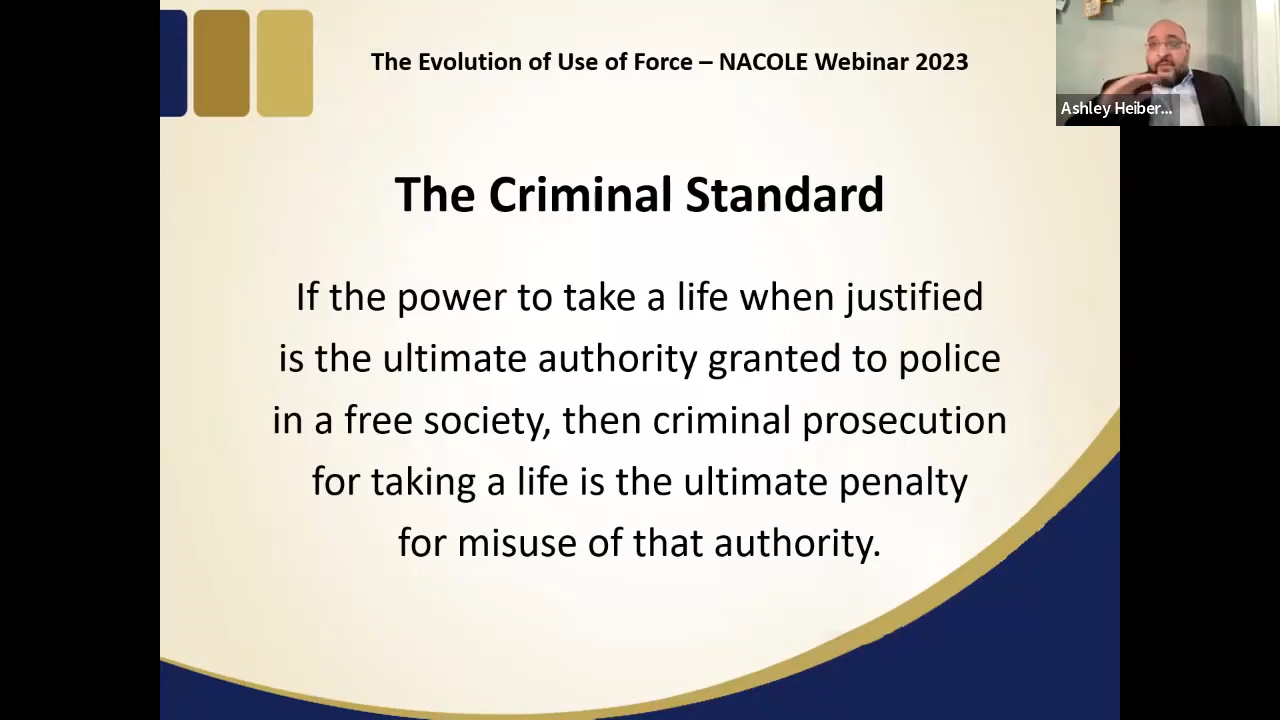 The Evolution of Use of Force – NACOLE Webinar 2023
Ashley Heiber...
The Criminal Standard
If the power to take a life when justified
is the ultimate authority granted to police
in a free society, then criminal prosecution
for taking a life is the ultimate penalty
for misuse of that authority.